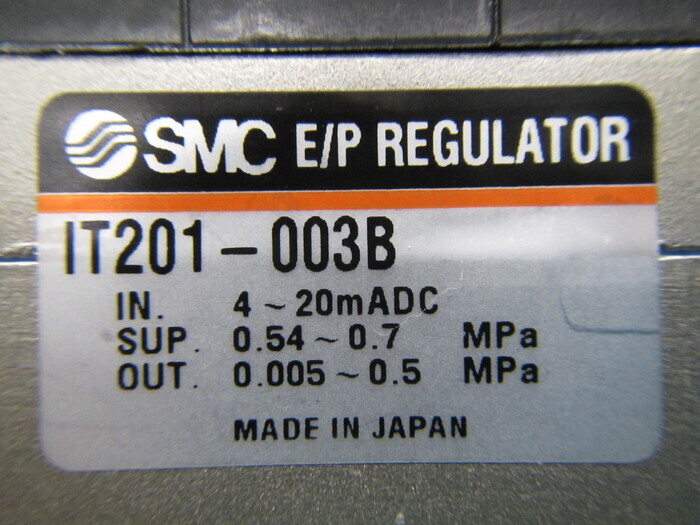 SMC E/P REGULATOR
IT201-003B
IN. 4~20mADC
SUP. 0.54~0.7 MPa
OUT. 0.005~0.5 MPa
MADE IN JAPAN